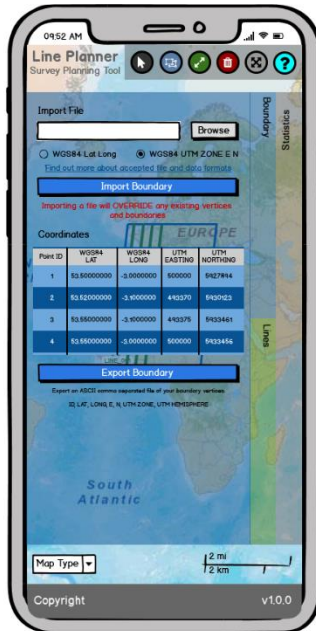 09:52 AM
Line Planner
Survey Planning Tool
?
Import File
Browse
WGS84 Lat Long
WGS84 UTM ZONE E N
Find out more about accepted file and data formats
Import Boundary
Importing a file will OVERRIDE any existing vertices
and boundaries
EUROPE
Coordinates
Point ID WGS84 LAT WGS84 LONG UTM EASTING UTM NORTHING
1 53.50000000 -3.0000000 500000 5927814
2 53.52000000 -3.1000000 493370 5930123
3 53.55000000 -3.1000000 493375 5933461
4 53.55000000 -3.0000000 500000 5933456
Export Boundary
Export an ASCII comma separated file of your boundary vertices
ID, LAT, LONG, E, N, UTM ZONE, UTM HEMISPHERE
Boundary
Statistics
Lines
South
Atlantic
Map Type
2 mi
2 km
Copyright
v1.0.0